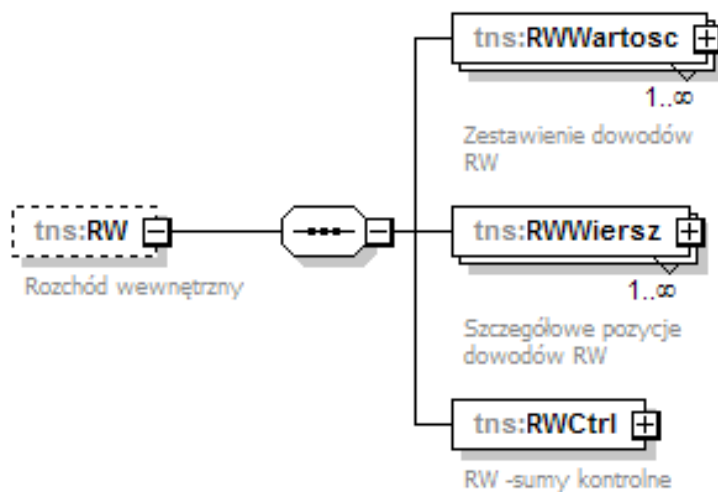 tns:RWWartosc
1..∞
Zestawienie dowodów
RW
tns:RW
Rozchód wewnętrzny
tns:RWWiersz
1..∞
Szczegółowe pozycje
dowodów RW
tns:RWCtrl
RW -sumy kontrolne